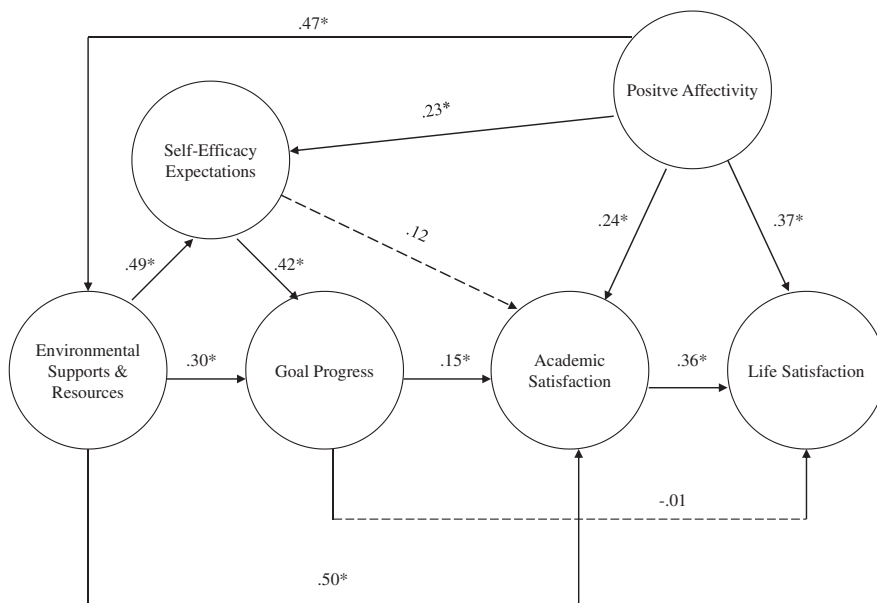 .47*
Positve Affectivity
.23*
Self-Efficacy
Expectations
.12
.24*
.37*
.49*
.42*
Environmental
Supports &
Resources
.30*
Goal Progress
.15*
Academic
Satisfaction
.36*
Life Satisfaction
-.01
.50*